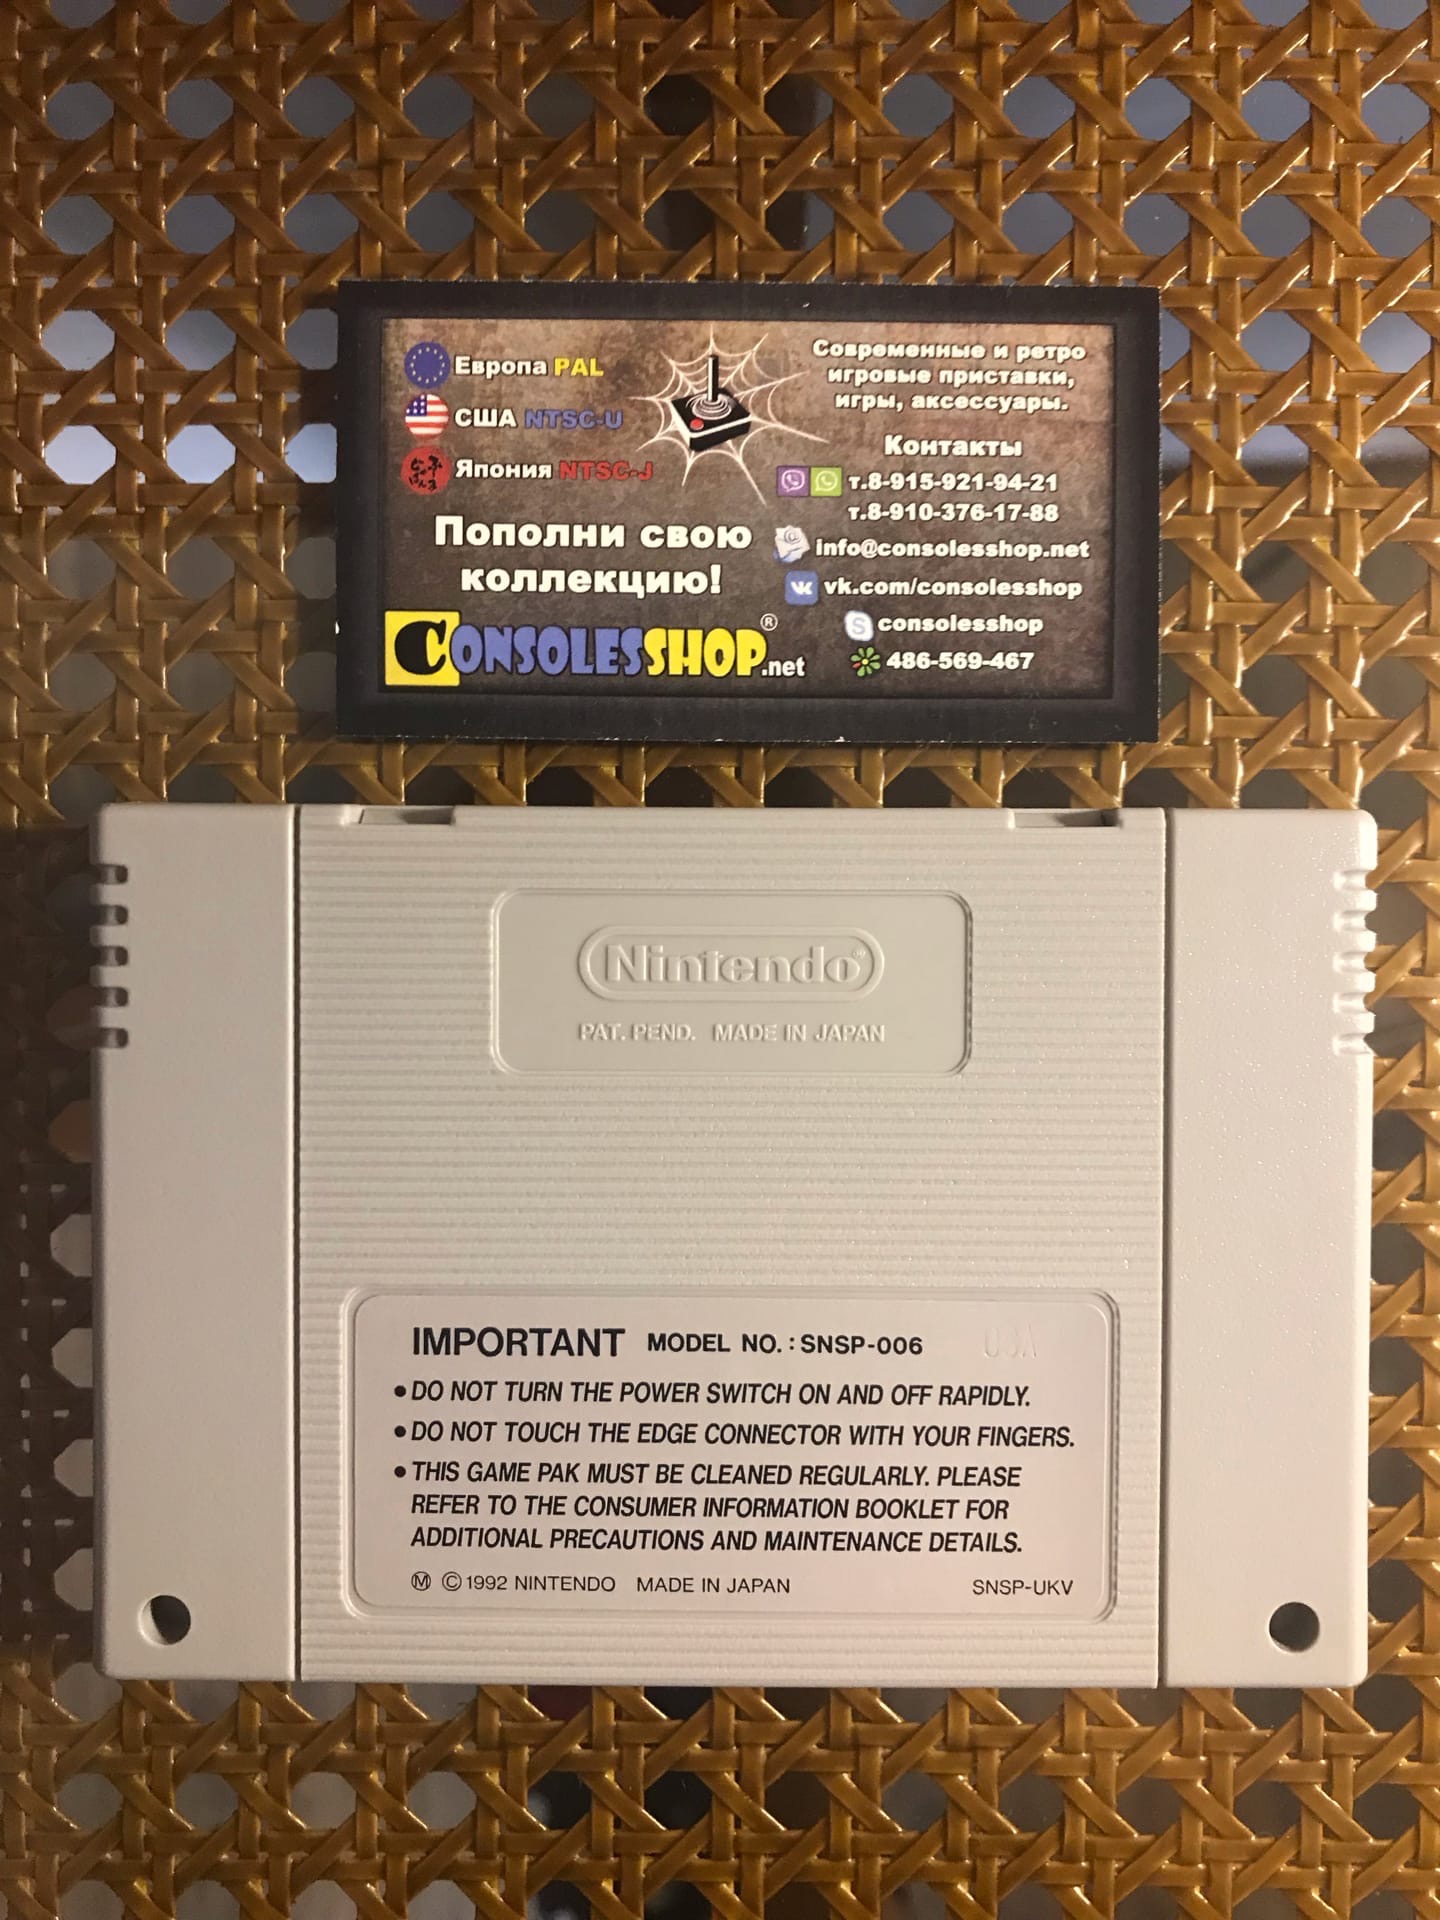 Европа PAL
США NTSC-U
Япония NTSC-J
Пополни свою
коллекцию!
CONSOLESSHOP®.net
Современные и ретро
игровые приставки,
игры, аксессуары.
Контакты
т.8-915-921-94-21
т.8-910-376-17-88
info@consolesshop.net
vk.com/consolesshop
consolesshop
486-569-467
Nintendo®
PAT. PEND. MADE IN JAPAN
IMPORTANT MODEL NO.: SNSP-006
• DO NOT TURN THE POWER SWITCH ON AND OFF RAPIDLY.
• DO NOT TOUCH THE EDGE CONNECTOR WITH YOUR FINGERS.
• THIS GAME PAK MUST BE CLEANED REGULARLY. PLEASE
REFER TO THE CONSUMER INFORMATION BOOKLET FOR
ADDITIONAL PRECAUTIONS AND MAINTENANCE DETAILS.
Ⓜ © 1992 NINTENDO MADE IN JAPAN SNSP-UKV